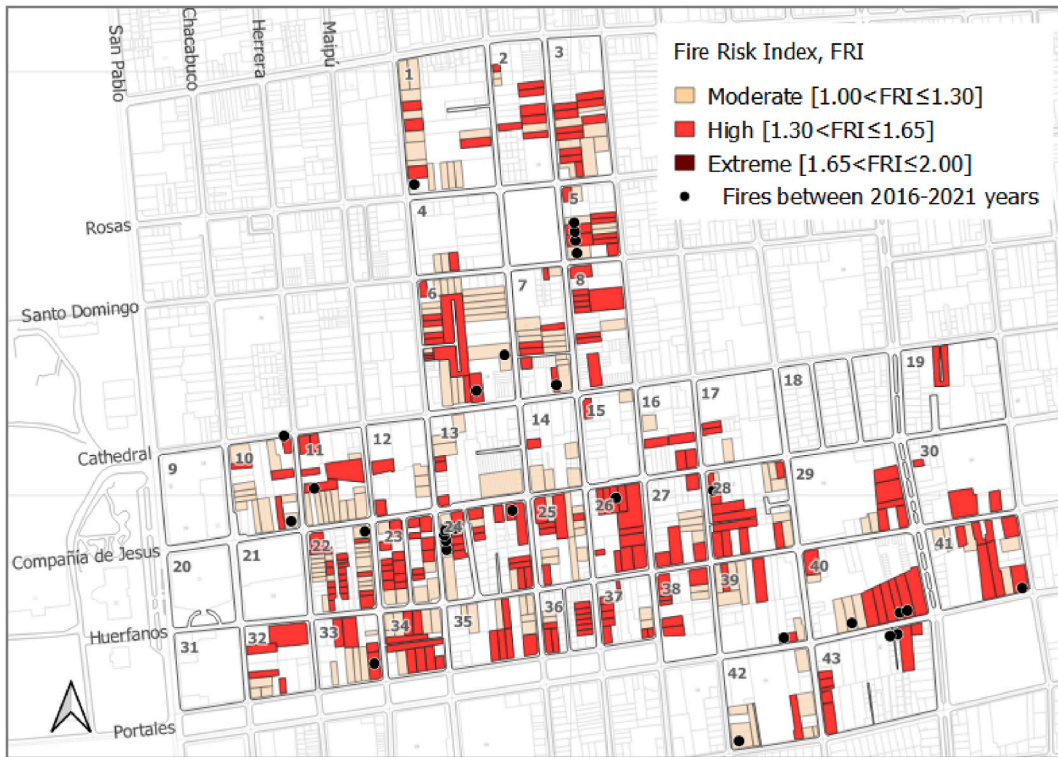 San Pablo
Chacabuco
Herrera
Maipú
Fire Risk Index, FRI
Moderate [1.00<FRI≤1.30]
High [1.30<FRI≤1.65]
Extreme [1.65<FRI≤2.00]
Fires between 2016-2021 years
1
2
3
Rosas
4
5
Santo Domingo
6
7
8
Cathedral
9
10
11
12
13
14
15
16
17
18
19
Compañía de Jesus
20
21
22
23
24
25
26
27
28
29
30
Huerfanos
31
32
33
34
35
36
37
38
39
40
41
Portales
42
43